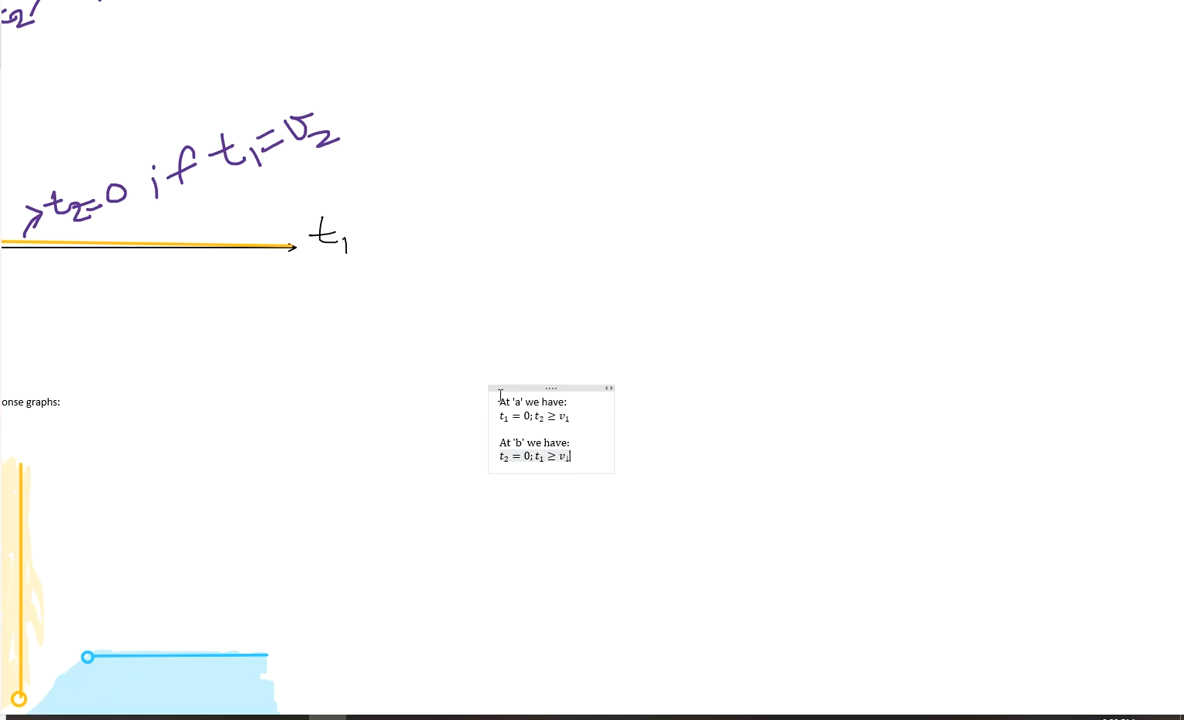 t₂=0 if t₁=v₂
t₁
onse graphs:
At 'a' we have:
t₁ = 0; t₂ ≥ v₁
At 'b' we have:
t₂ = 0; t₁ ≥ v₁